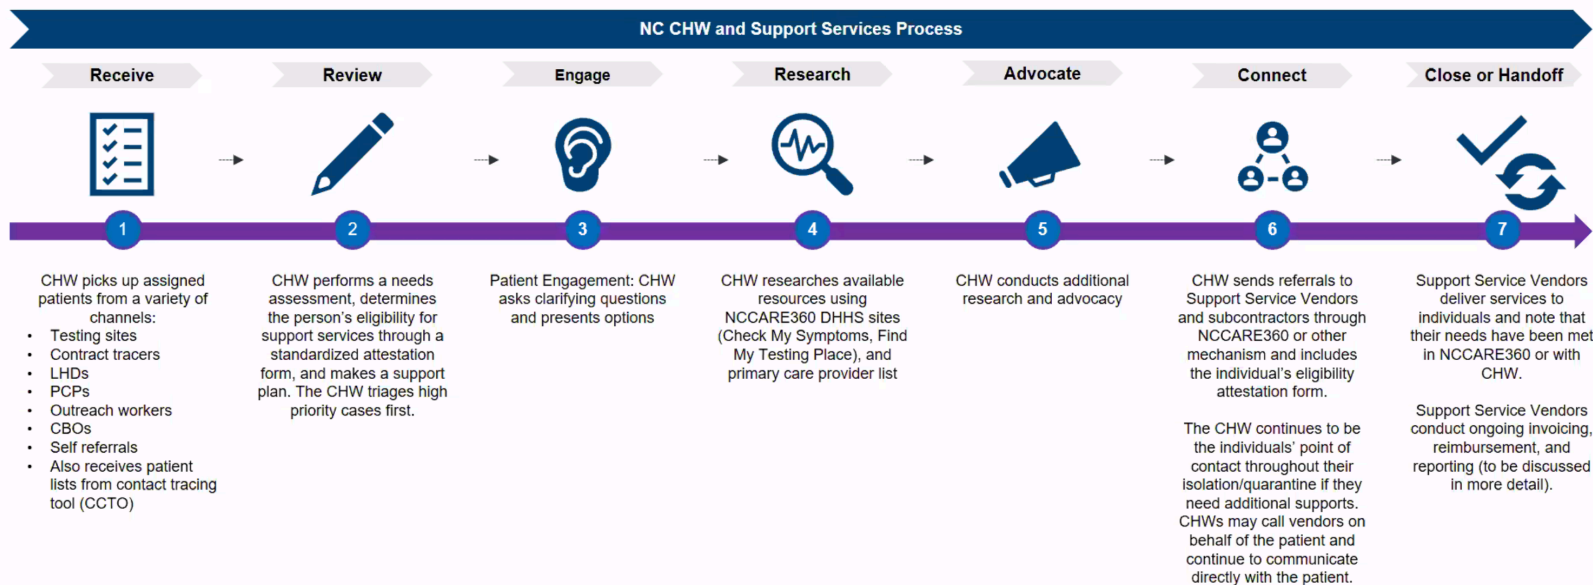 NC CHW and Support Services Process
Receive
Review
Engage
Research
Advocate
Connect
Close or Handoff
1
2
3
4
5
6
7
CHW picks up assigned
patients from a variety of
channels:
• Testing sites
• Contract tracers
• LHDs
• PCPs
• Outreach workers
• CBOs
• Self referrals
• Also receives patient
lists from contact tracing
tool (CCTO)
CHW performs a needs
assessment, determines
the person's eligibility for
support services through a
standardized attestation
form, and makes a support
plan. The CHW triages high
priority cases first.
Patient Engagement: CHW
asks clarifying questions
and presents options
CHW researches available
resources using
NCCARE360 DHHS sites
(Check My Symptoms, Find
My Testing Place), and
primary care provider list
CHW conducts additional
research and advocacy
CHW sends referrals to
Support Service Vendors
and subcontractors through
NCCARE360 or other
mechanism and includes
the individual's eligibility
attestation form.
The CHW continues to be
the individuals' point of
contact throughout their
isolation/quarantine if they
need additional supports.
CHWs may call vendors on
behalf of the patient and
continue to communicate
directly with the patient.
Support Service Vendors
deliver services to
individuals and note that
their needs have been met
in NCCARE360 or with
CHW.
Support Service Vendors
conduct ongoing invoicing,
reimbursement, and
reporting (to be discussed
in more detail).